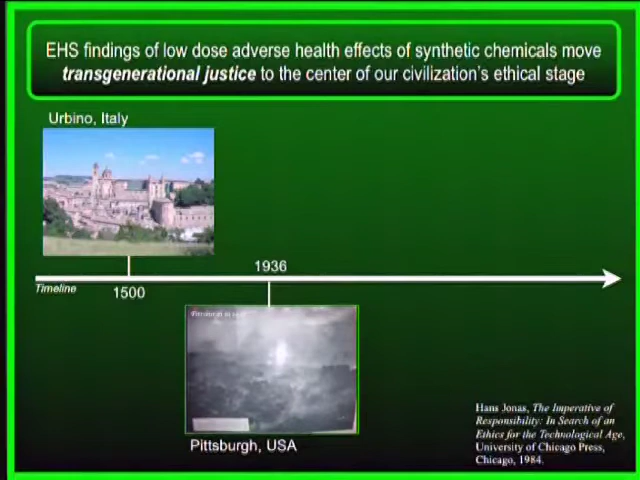 EHS findings of low dose adverse health effects of synthetic chemicals move
transgenerational justice to the center of our civilization's ethical stage
Urbino, Italy
1936
Timeline
1500
Pittsburgh, USA
Hans Jonas, The Imperative of
Responsibility: In Search of an
Ethics for the Technological Age,
University of Chicago Press,
Chicago, 1984.